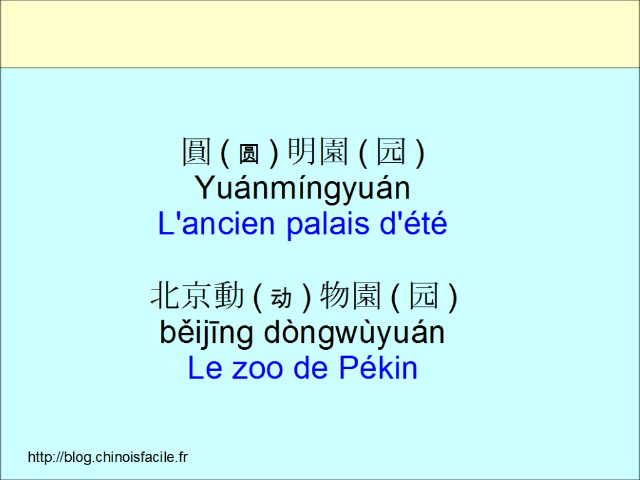 圓 ( 圆 ) 明園 ( 园 )
Yuánmíngyuán
L'ancien palais d'été
北京動 ( 动 ) 物園 ( 园 )
běijīng dòngwùyuán
Le zoo de Pékin
http://blog.chinoisfacile.fr